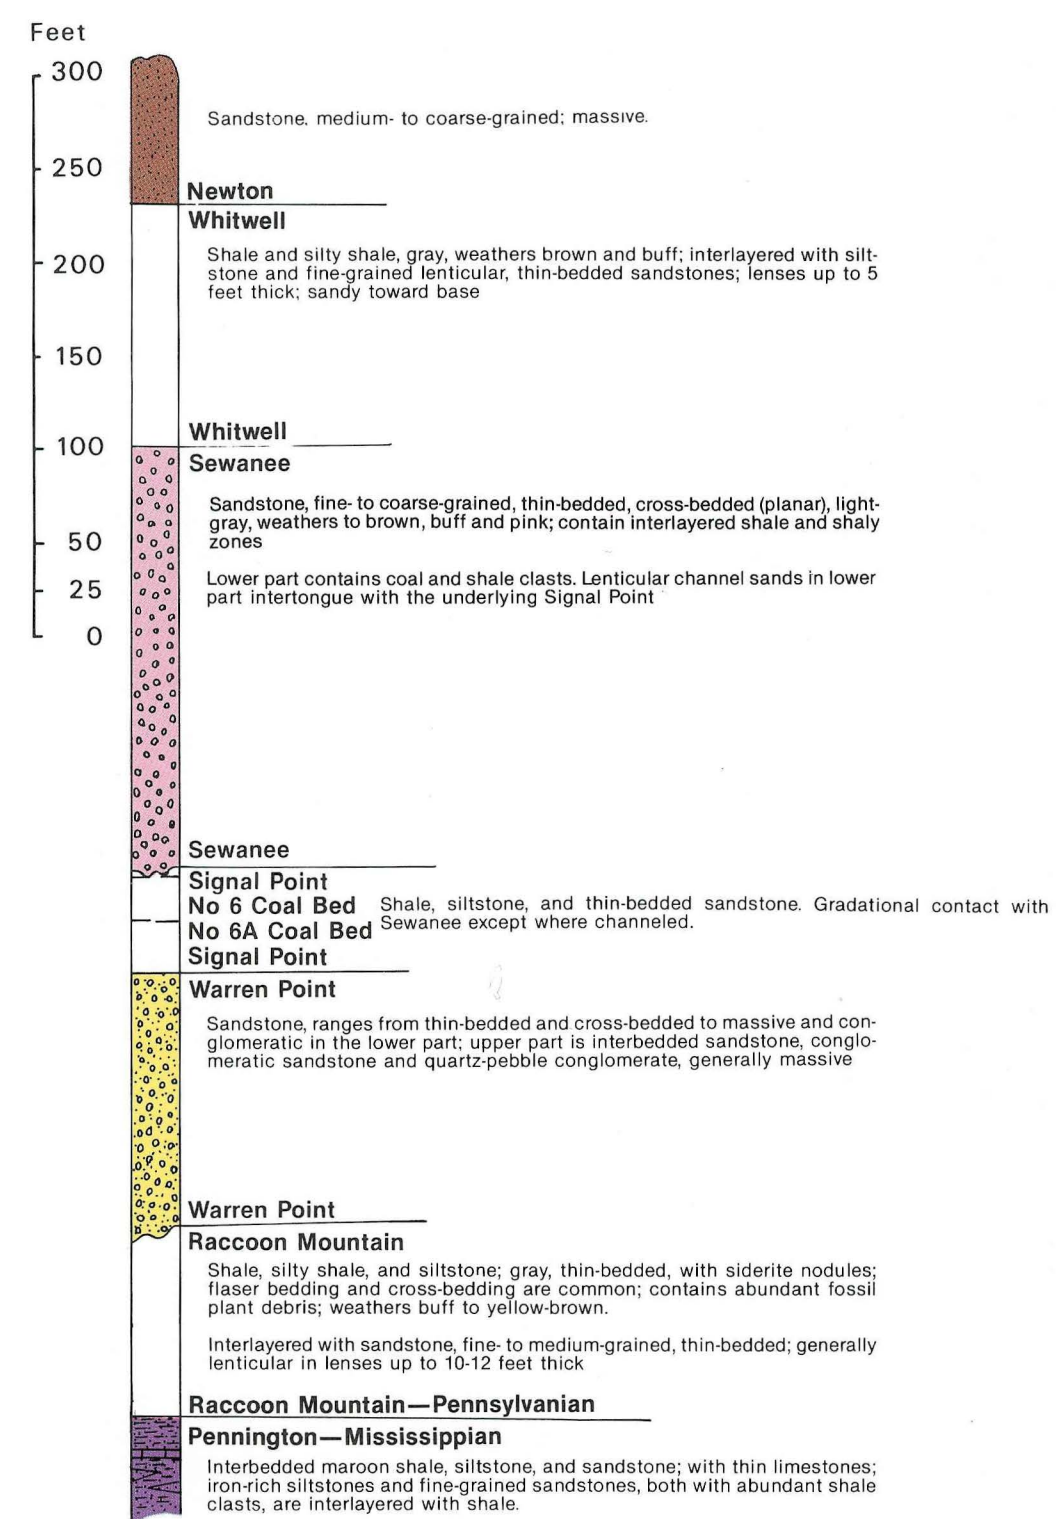 Feet
300
250
200
150
100
50
25
0
Sandstone. medium- to coarse-grained; massive.
Newton
Whitwell
Shale and silty shale, gray, weathers brown and buff; interlayered with silt-
stone and fine-grained lenticular, thin-bedded sandstones; lenses up to 5
feet thick; sandy toward base
Whitwell
Sewanee
Sandstone, fine- to coarse-grained, thin-bedded, cross-bedded (planar), light-
gray, weathers to brown, buff and pink; contain interlayered shale and shaly
zones
Lower part contains coal and shale clasts. Lenticular channel sands in lower
part intertongue with the underlying Signal Point
Sewanee
Signal Point
No 6 Coal Bed
No 6A Coal Bed
Shale, siltstone, and thin-bedded sandstone. Gradational contact with
Sewanee except where channeled.
Signal Point
Warren Point
Sandstone, ranges from thin-bedded and cross-bedded to massive and con-
glomeratic in the lower part; upper part is interbedded sandstone, conglo-
meratic sandstone and quartz-pebble conglomerate, generally massive
Warren Point
Raccoon Mountain
Shale, silty shale, and siltstone; gray, thin-bedded, with siderite nodules;
flaser bedding and cross-bedding are common; contains abundant fossil
plant debris; weathers buff to yellow-brown.
Interlayered with sandstone, fine- to medium-grained, thin-bedded; generally
lenticular in lenses up to 10-12 feet thick
Raccoon Mountain—Pennsylvanian
Pennington—Mississippian
Interbedded maroon shale, siltstone, and sandstone; with thin limestones;
iron-rich siltstones and fine-grained sandstones, both with abundant shale
clasts, are interlayered with shale.